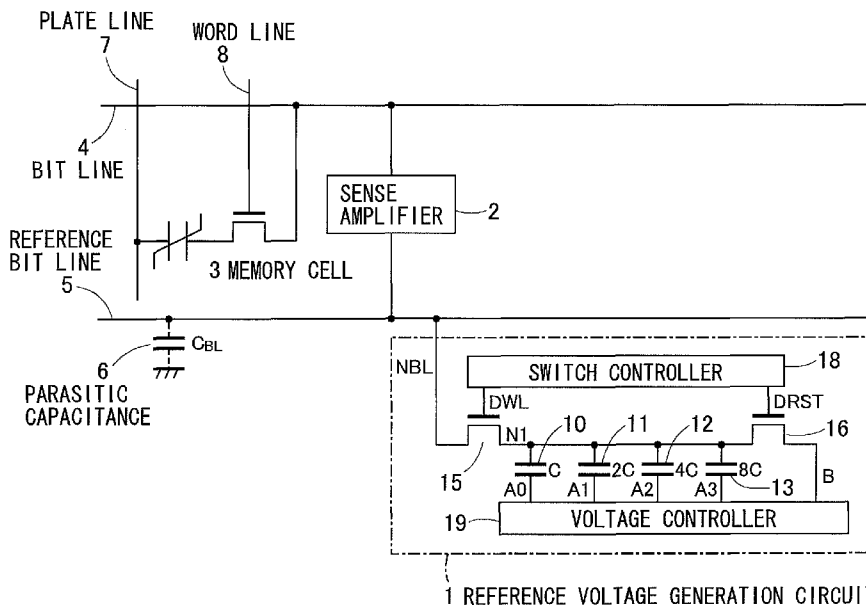 PLATE LINE
7
WORD LINE
8
4
BIT LINE
SENSE
AMPLIFIER
2
REFERENCE
BIT LINE
5
3 MEMORY CELL
6
CBL
PARASITIC
CAPACITANCE
NBL
SWITCH CONTROLLER
18
DWL
DRST
10
11
12
16
N1
15
C
2C
4C
8C
13
B
A0
A1
A2
A3
19
VOLTAGE CONTROLLER
1 REFERENCE VOLTAGE GENERATION CIRCUI